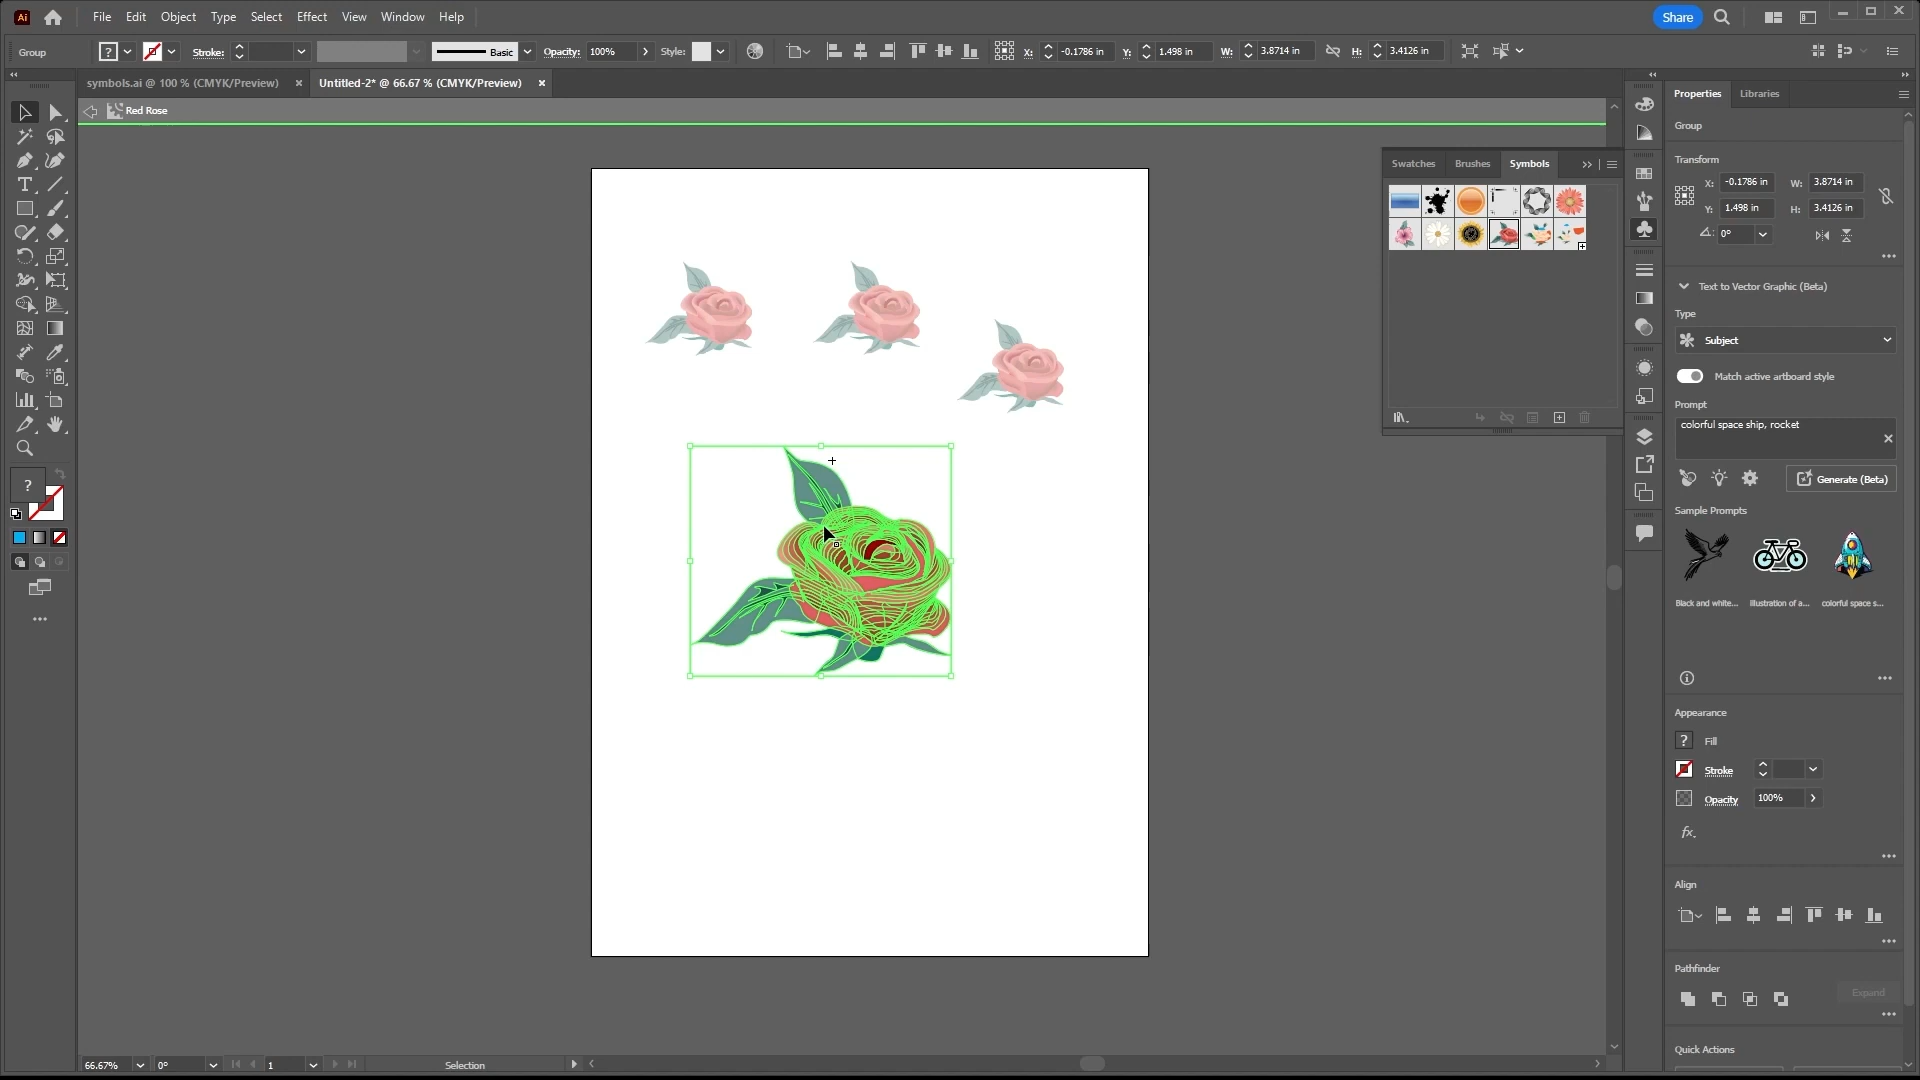 Ai File Edit Object Type Select Effect View Window Help Share
Group ? Stroke: Basic Opacity: 100% Style: X: -0.1786 in Y: 1.498 in W: 3.8714 in H: 3.4126 in
symbols.ai @ 100 % (CMYK/Preview) × Untitled-2* @ 66.67 % (CMYK/Preview) ×
Red Rose
Swatches Brushes Symbols
Properties Libraries
Group
Transform
X: -0.1786 in W: 3.8714 in
Y: 1.498 in H: 3.4126 in
0°
Text to Vector Graphic (Beta)
Type
Subject
Match active artboard style
Prompt
colorful space ship, rocket
Generate (Beta)
Sample Prompts
Black and white... Illustration of a... colorful space s...
Appearance
? Fill
Stroke
Opacity 100%
fx.
Align
Pathfinder
Expand
Quick Actions
?
66.67% 0° 1 Selection